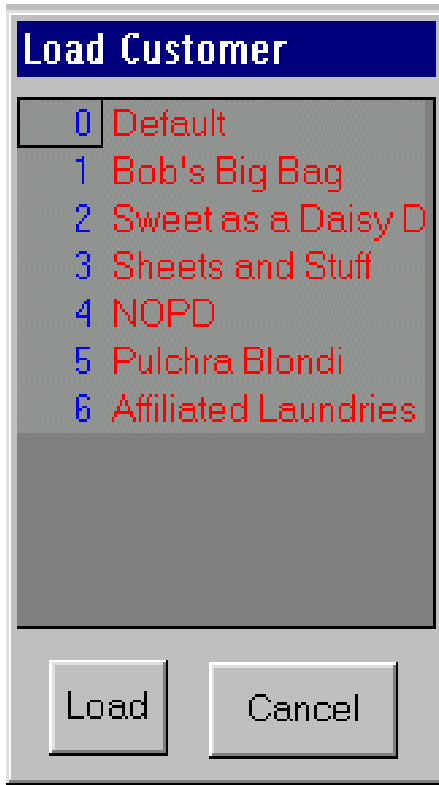 Load Customer
0 Default
1 Bob's Big Bag
2 Sweet as a Daisy D
3 Sheets and Stuff
4 NOPD
5 Pulchra Blondi
6 Affiliated Laundries
Load Cancel